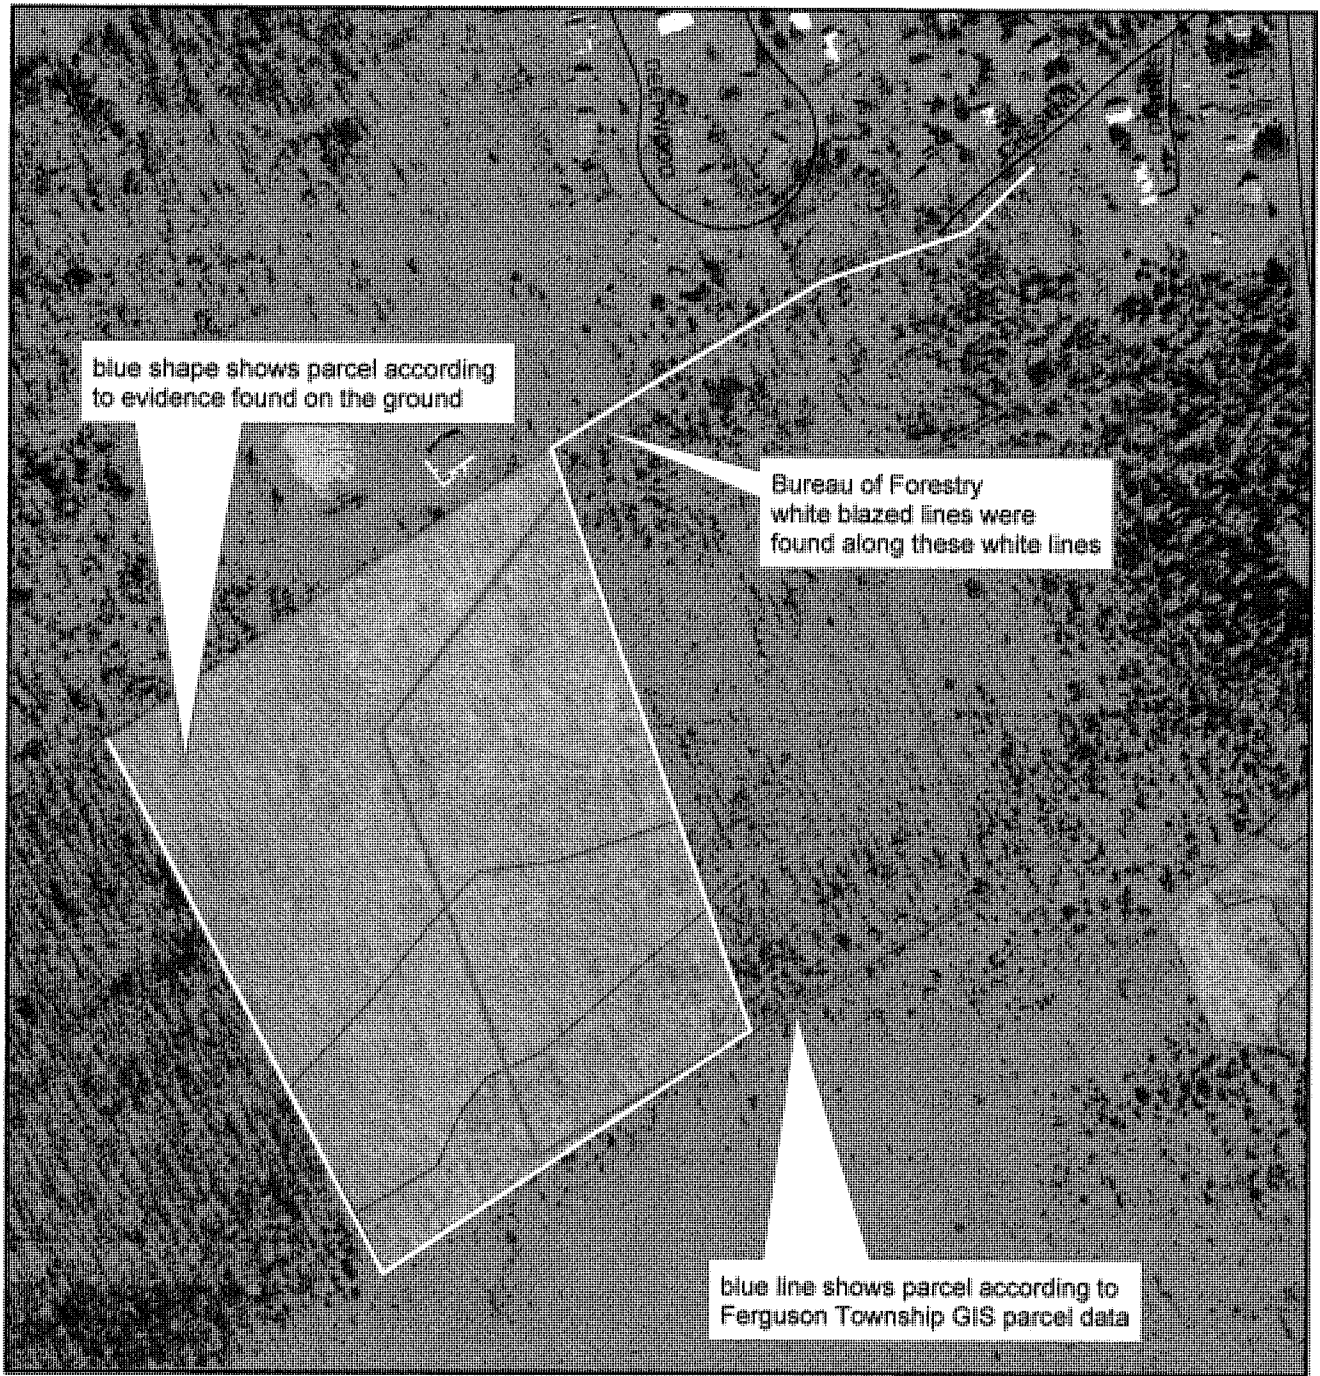 blue shape shows parcel according
to evidence found on the ground
Bureau of Forestry
white blazed lines were
found along these white lines
blue line shows parcel according to
Ferguson Township GIS parcel data